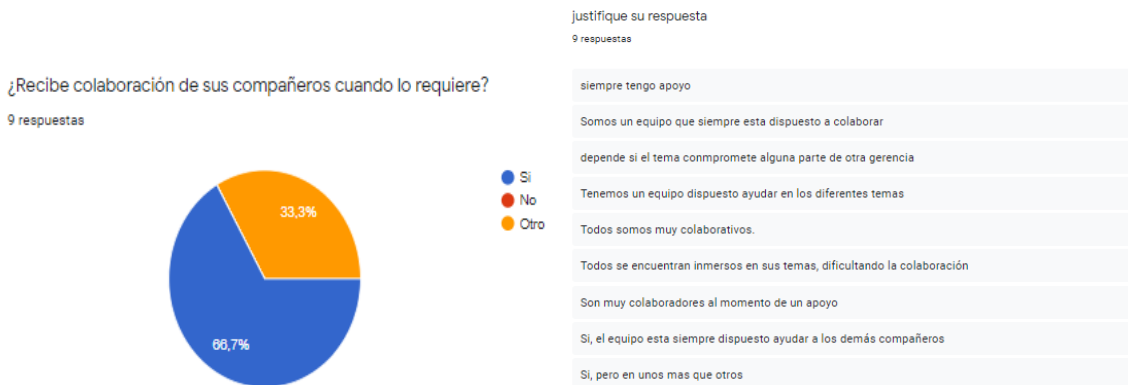 ¿Recibe colaboración de sus compañeros cuando lo requiere?
9 respuestas
Si
No
Otro
33,3%
66,7%
justifique su respuesta
9 respuestas
siempre tengo apoyo
Somos un equipo que siempre esta dispuesto a colaborar
depende si el tema conmpromete alguna parte de otra gerencia
Tenemos un equipo dispuesto ayudar en los diferentes temas
Todos somos muy colaborativos.
Todos se encuentran inmersos en sus temas, dificultando la colaboración
Son muy colaboradores al momento de un apoyo
Si, el equipo esta siempre dispuesto ayudar a los demás compañeros
Si, pero en unos mas que otros